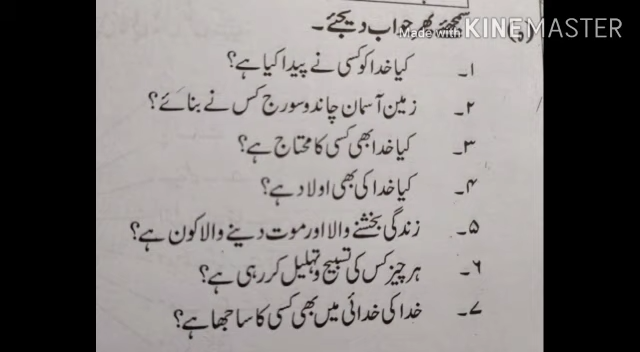 (و) سمجھئے پھر جواب دیجئے۔
Made with KINEMASTER
۱۔ کیا خدا کو کسی نے پیدا کیا ہے؟
۲۔ زمین آسمان چاند و سورج کس نے بنائے؟
۳۔ کیا خدا بھی کسی کا محتاج ہے؟
۴۔ کیا خدا کی بھی اولاد ہے؟
۵۔ زندگی بخشنے والا اور موت دینے والا کون ہے؟
۶۔ ہر چیز کس کی تسبیح و تہلیل کر رہی ہے؟
۷۔ خدا کی خدائی میں بھی کسی کا ساجھا ہے؟